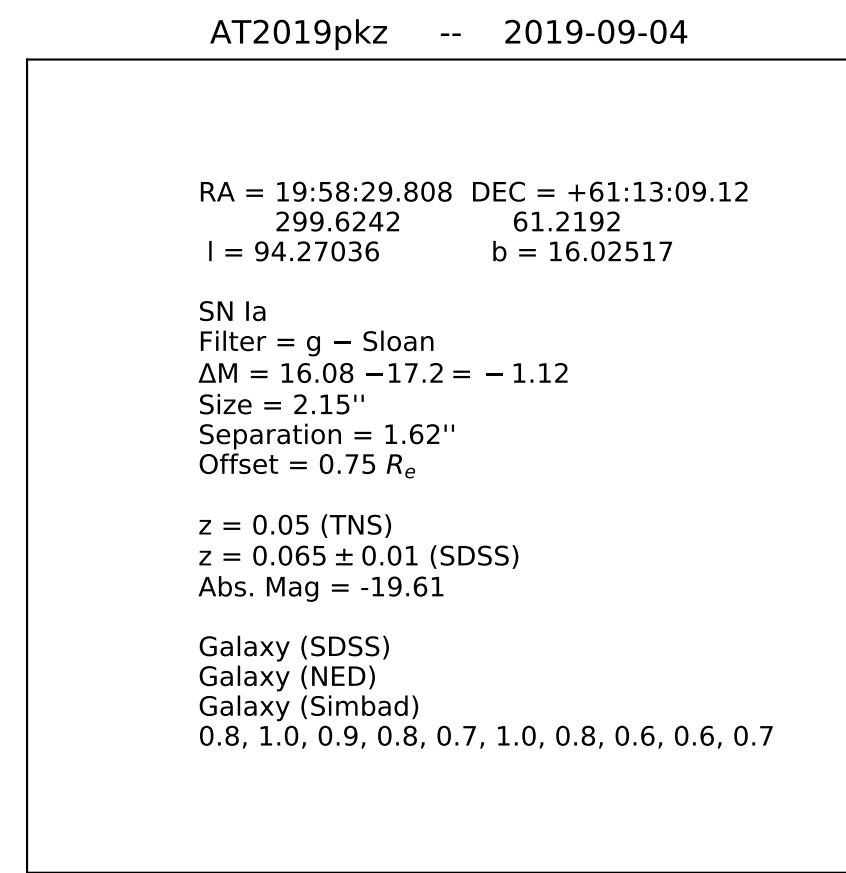 AT2019pkz -- 2019-09-04
RA = 19:58:29.808 DEC = +61:13:09.12
299.6242 61.2192
l = 94.27036 b = 16.02517
SN Ia
Filter = g − Sloan
ΔM = 16.08 −17.2 = − 1.12
Size = 2.15''
Separation = 1.62''
Offset = 0.75 Rₑ
z = 0.05 (TNS)
z = 0.065 ± 0.01 (SDSS)
Abs. Mag = -19.61
Galaxy (SDSS)
Galaxy (NED)
Galaxy (Simbad)
0.8, 1.0, 0.9, 0.8, 0.7, 1.0, 0.8, 0.6, 0.6, 0.7